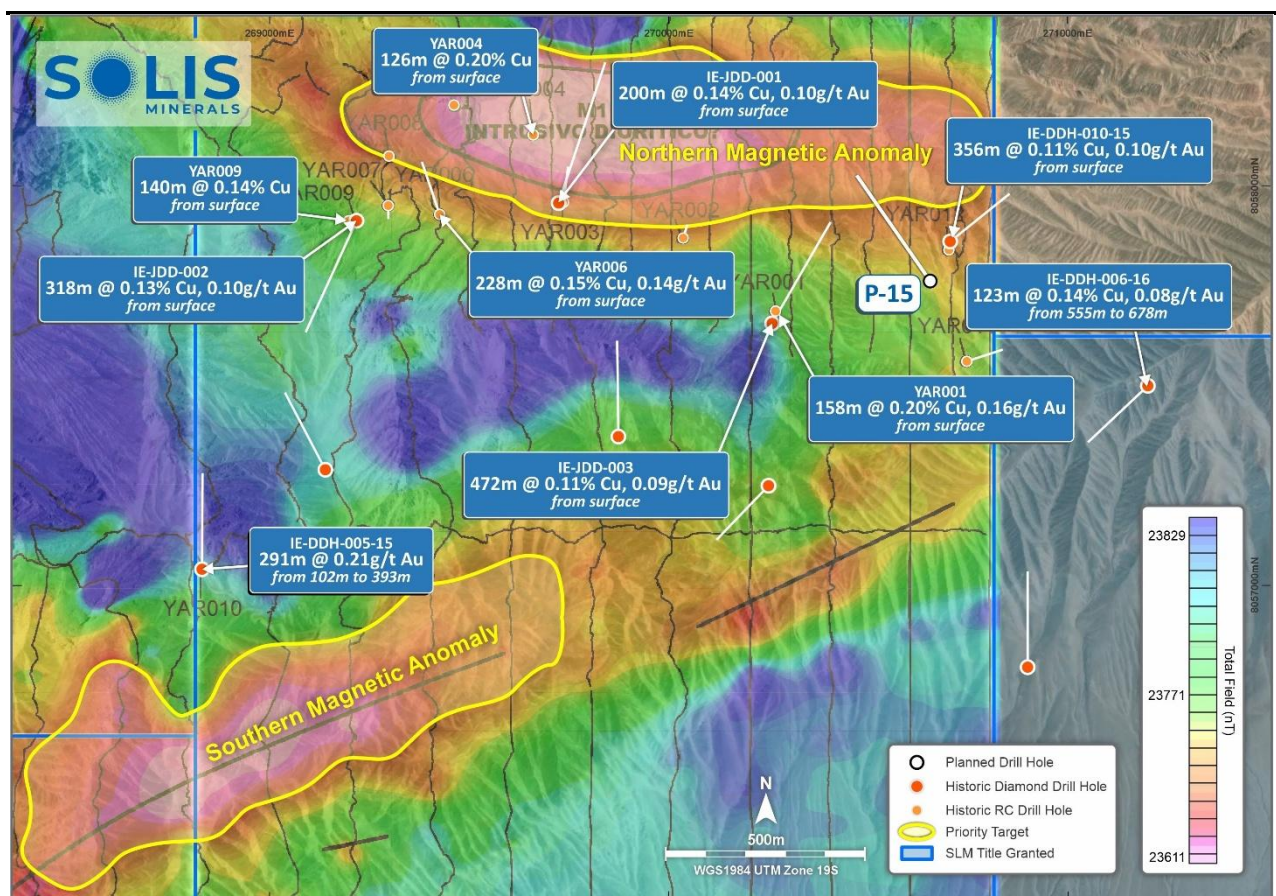 SOLIS
MINERALS
269000mE
270000mE
271000mE
8058000mN
8057000mN
YAR004
126m @ 0.20% Cu
from surface
IE-JDD-001
200m @ 0.14% Cu, 0.10g/t Au
from surface
IE-DDH-010-15
356m @ 0.11% Cu, 0.10g/t Au
from surface
M1
INTRUSIVO DIORITICO?
Northern Magnetic Anomaly
YAR008
YAR007
YAR009
140m @ 0.14% Cu
from surface
YAR003
YAR002
IE-JDD-002
318m @ 0.13% Cu, 0.10g/t Au
from surface
YAR006
228m @ 0.15% Cu, 0.14g/t Au
from surface
YAR001
P-15
IE-DDH-006-16
123m @ 0.14% Cu, 0.08g/t Au
from 555m to 678m
YAR001
158m @ 0.20% Cu, 0.16g/t Au
from surface
IE-JDD-003
472m @ 0.11% Cu, 0.09g/t Au
from surface
IE-DDH-005-15
291m @ 0.21g/t Au
from 102m to 393m
YAR010
Southern Magnetic Anomaly
23829
23771
23611
Total Field (nT)
N
500m
WGS1984 UTM Zone 19S
Planned Drill Hole
Historic Diamond Drill Hole
Historic RC Drill Hole
Priority Target
SLM Title Granted